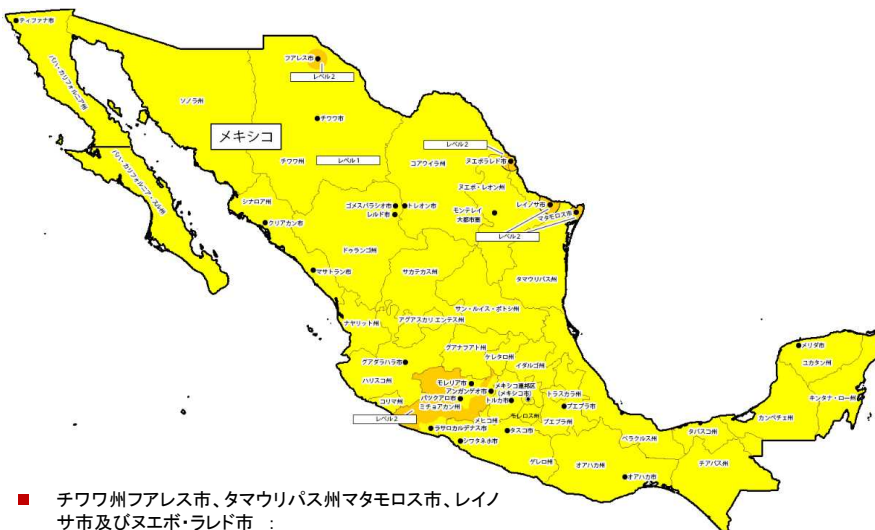 ティファナ市
バハ・カリフォルニア州
ソノラ州
フアレス市
レベル2
チワワ市
メキシコ
チワワ州
レベル1
コアウイラ州
レベル2
ヌエボラレド市
バハ・カリフォルニア・スル州
シナロア州
クリアカン市
ゴメスパラシオ市
トレオン市
レルド市
ヌエボ・レオン州
モンテレイ
大都市圏
レイノサ市
マタモロス市
レベル2
ドゥランゴ州
マサトラン市
サカテカス州
タマウリパス州
サン・ルイス・ポトシ州
ナヤリット州
アグアスカリエンテス州
グアナファト州
ケレタロ州
イダルゴ州
グアダラハラ市
ハリスコ州
コリマ州
モレリア市
アンガンゲオ市
パツクアロ市
ミチョアカン州
レベル2
メキシコ連邦区
(メキシコ市)
トルカ市
メヒコ州
モレロス州
トラスカラ州
プエブラ市
プエブラ州
ラサロカルデナス市
シワタネホ市
タスコ市
ゲレロ州
ベラクルス州
オアハカ州
オアハカ市
タバスコ州
チアパス州
メリダ市
ユカタン州
キンタナ・ロー州
カンペチェ州
■ チワワ州フアレス市、タマウリパス州マタモロス市、レイノ
サ市及びヌエボ・ラレド市 :